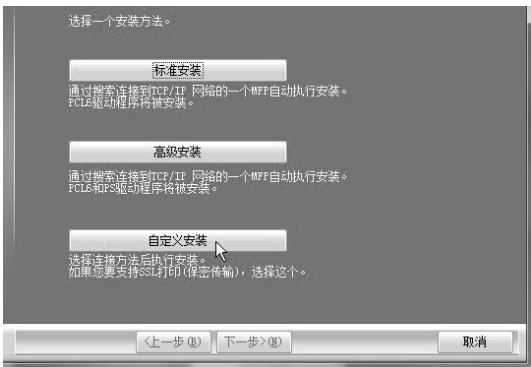 选择一个安装方法。
标准安装
通过搜索连接到TCP/IP 网络的一个MFP自动执行安装。
PCL6驱动程序将被安装。
高级安装
通过搜索连接到TCP/IP 网络的一个MFP自动执行安装。
PCL6和PS驱动程序将被安装。
自定义安装
选择连接方法后执行安装。
如果您要支持SSL打印(保密传输)，选择这个。
<上一步(B) 下一步>(N) 取消